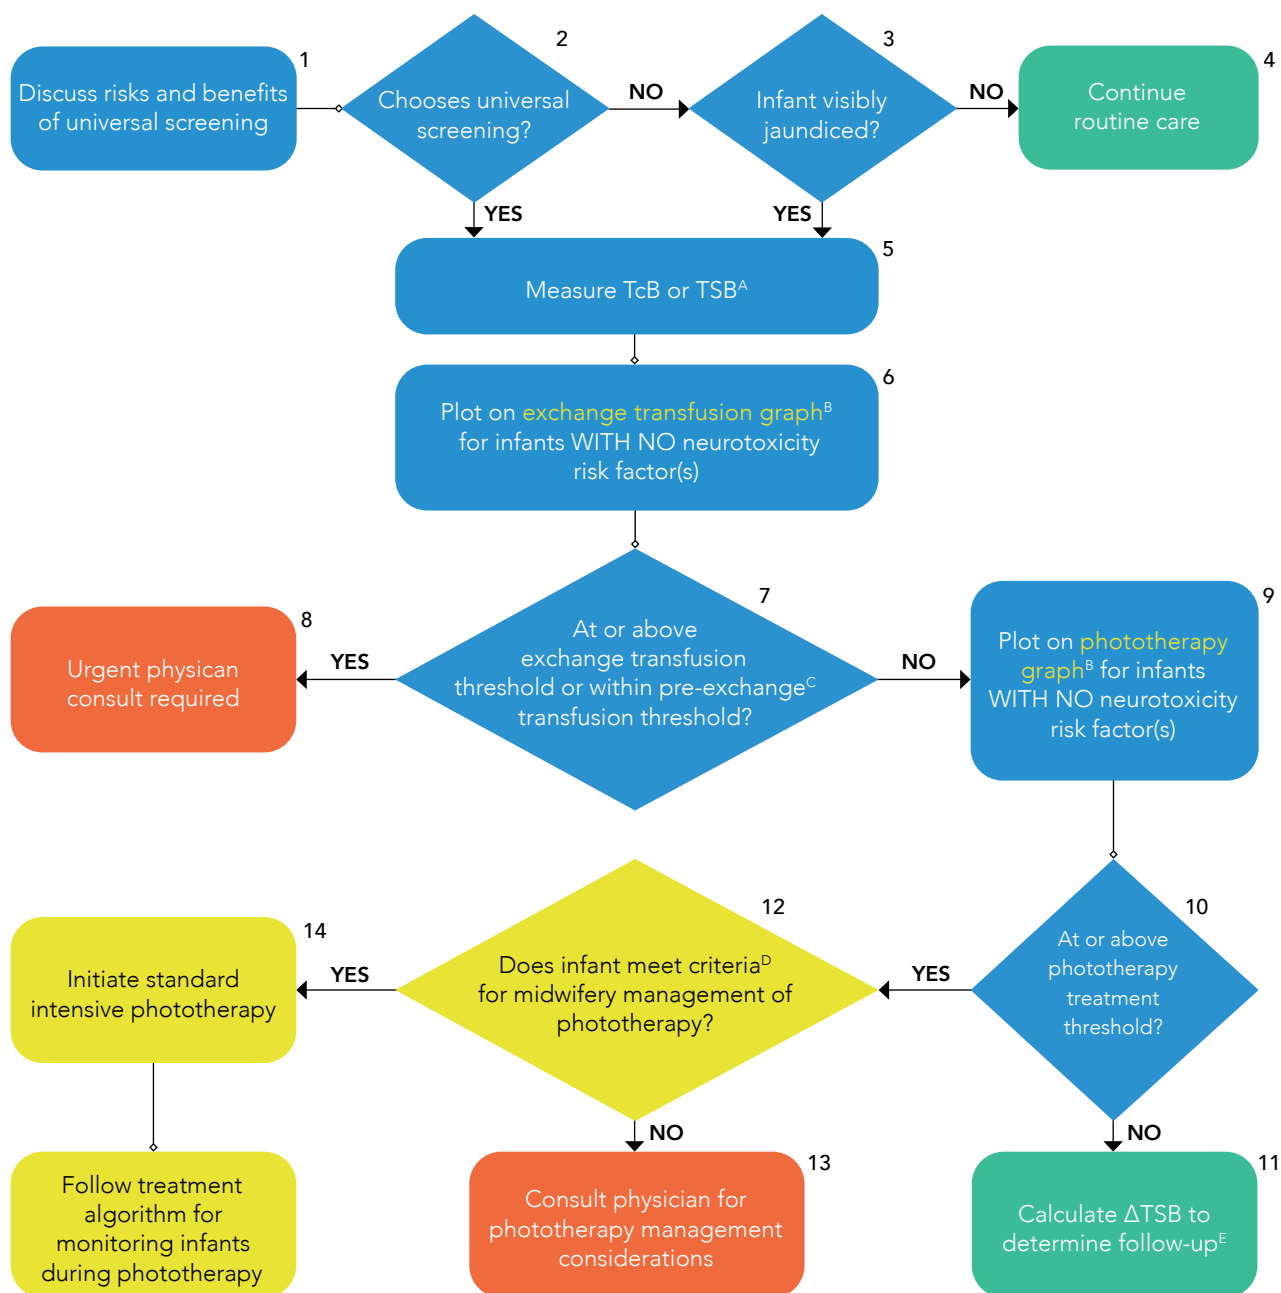 1
Discuss risks and benefits
of universal screening
2
Chooses universal
screening?
NO
YES
3
Infant visibly
jaundiced?
NO
YES
4
Continue
routine care
5
Measure TcB or TSBᴬ
6
Plot on exchange transfusion graphᴮ
for infants WITH NO neurotoxicity
risk factor(s)
7
At or above
exchange transfusion
threshold or within pre-exchangeᶜ
transfusion threshold?
YES
NO
8
Urgent physican
consult required
9
Plot on phototherapy
graphᴮ for infants
WITH NO neurotoxicity
risk factor(s)
10
At or above
phototherapy
treatment
threshold?
YES
NO
11
Calculate ΔTSB to
determine follow-upᴱ
12
Does infant meet criteriaᴰ
for midwifery management of
phototherapy?
YES
NO
13
Consult physician for
phototherapy management
considerations
14
Initiate standard
intensive phototherapy
Follow treatment
algorithm for
monitoring infants
during phototherapy